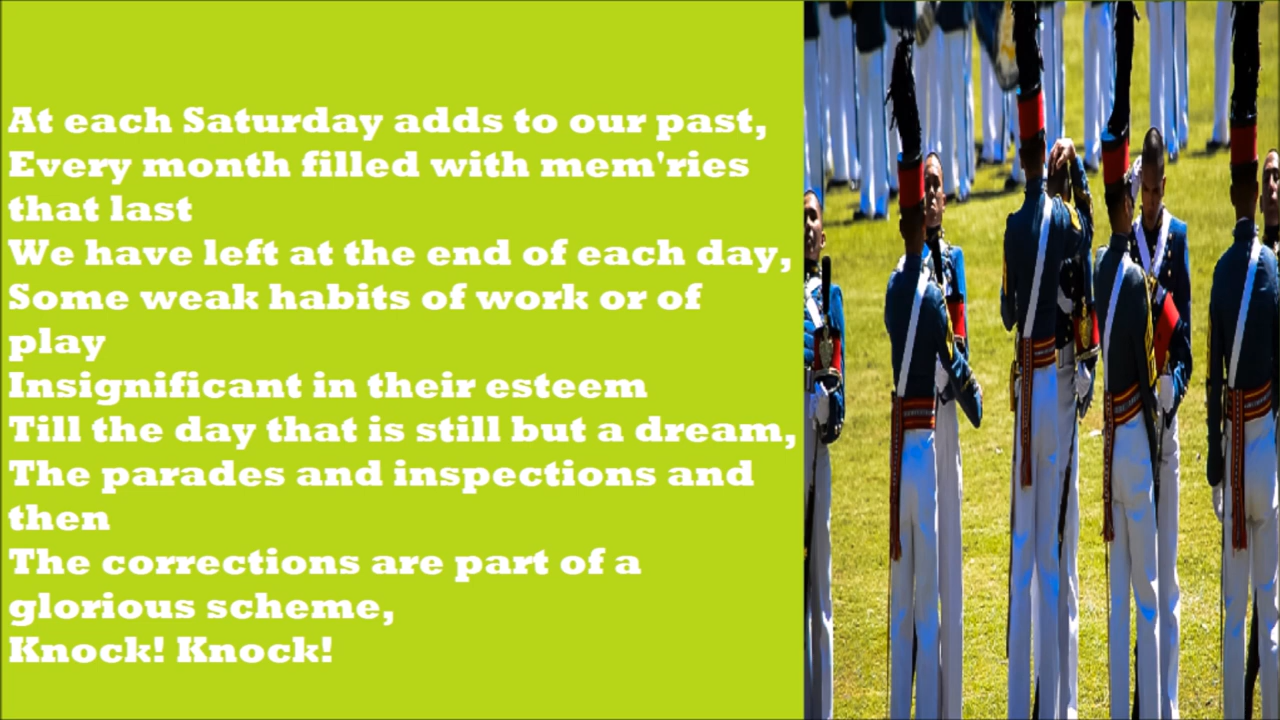 At each Saturday adds to our past,
Every month filled with mem'ries
that last
We have left at the end of each day,
Some weak habits of work or of
play
Insignificant in their esteem
Till the day that is still but a dream,
The parades and inspections and
then
The corrections are part of a
glorious scheme,
Knock! Knock!